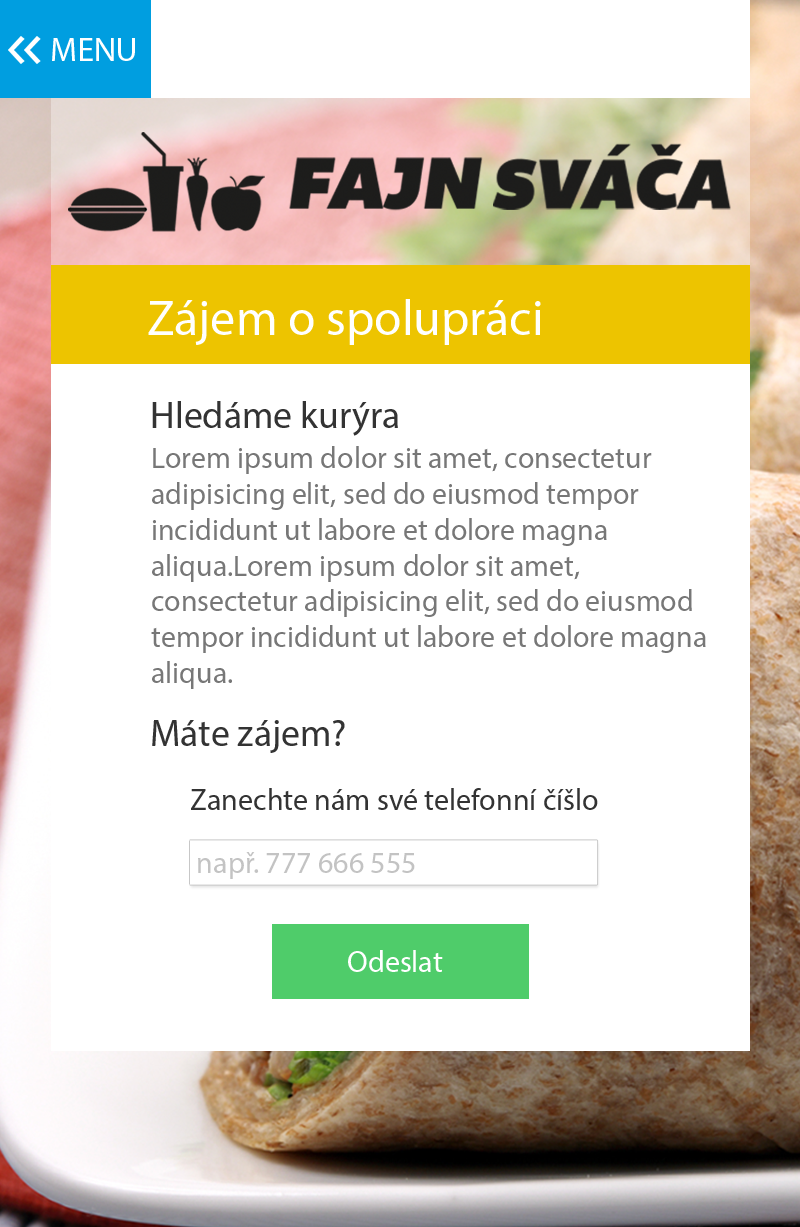 MENU
FAJN SVÁČA
Zájem o spolupráci
Hledáme kurýra
Lorem ipsum dolor sit amet, consectetur
adipisicing elit, sed do eiusmod tempor
incididunt ut labore et dolore magna
aliqua.Lorem ipsum dolor sit amet,
consectetur adipisicing elit, sed do eiusmod
tempor incididunt ut labore et dolore magna
aliqua.
Máte zájem?
Zanechte nám své telefonní číšlo
např. 777 666 555
Odeslat